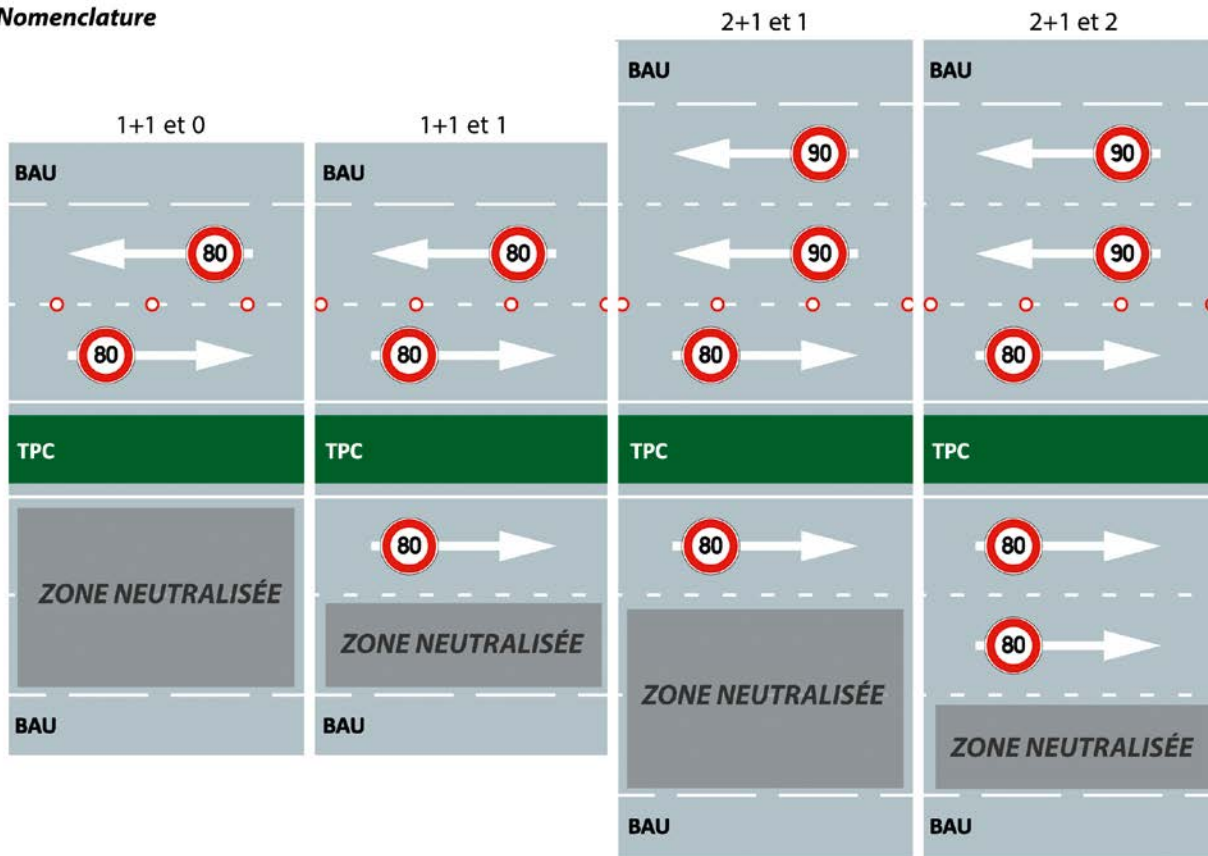 Nomenclature
1+1 et 0
BAU
80
80
TPC
ZONE NEUTRALISÉE
BAU
1+1 et 1
BAU
80
80
TPC
80
ZONE NEUTRALISÉE
BAU
2+1 et 1
BAU
90
90
80
TPC
80
ZONE NEUTRALISÉE
BAU
2+1 et 2
BAU
90
90
80
TPC
80
80
ZONE NEUTRALISÉE
BAU